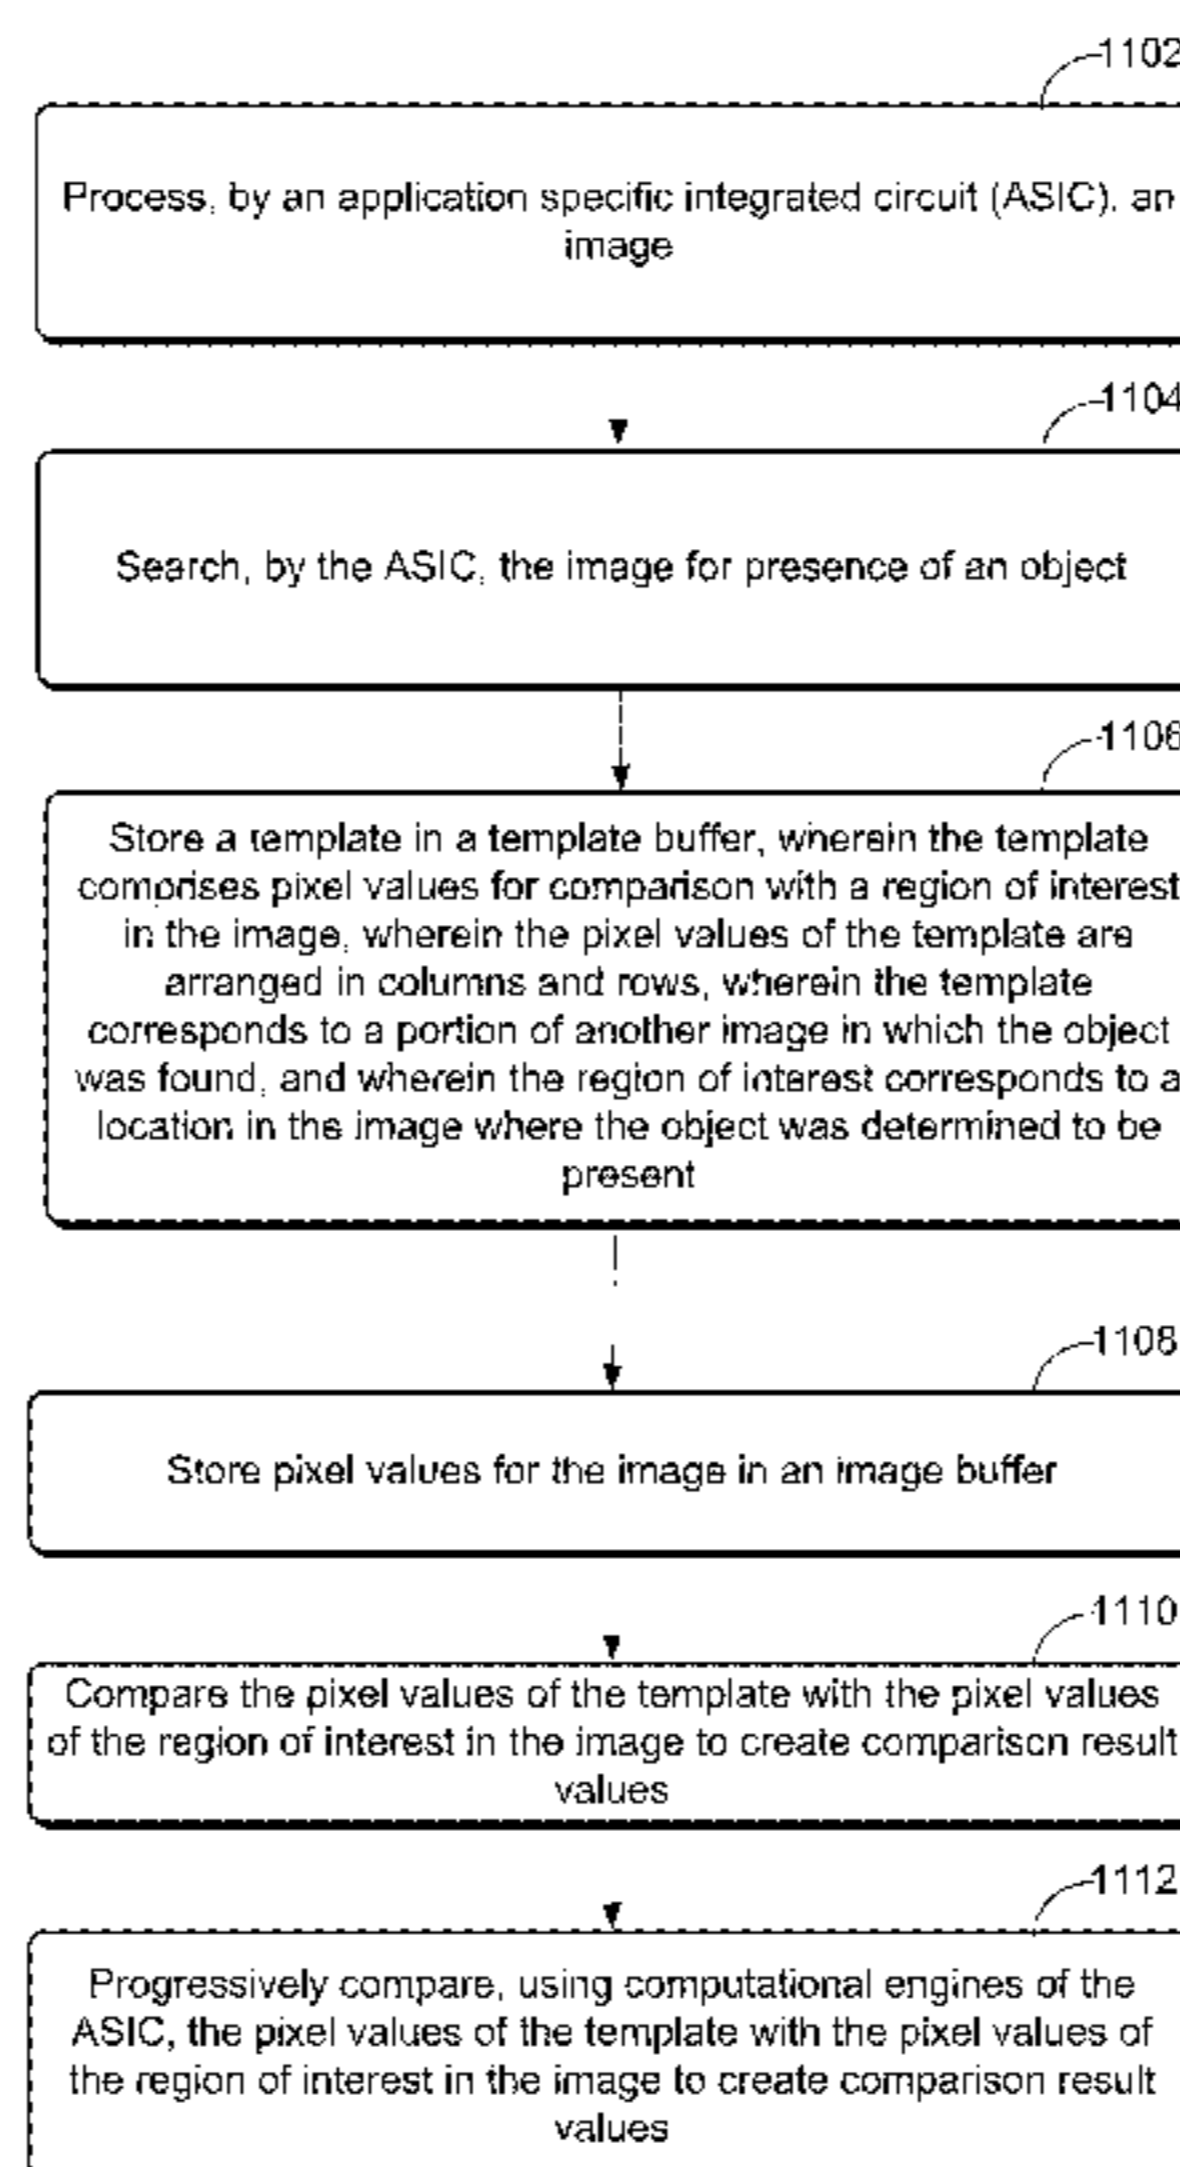 1102
Process, by an application specific integrated circuit (ASIC), an
image
1104
Search, by the ASIC, the image for presence of an object
1106
Store a template in a template buffer, wherein the template
comprises pixel values for comparison with a region of interest
in the image, wherein the pixel values of the template are
arranged in columns and rows, wherein the template
corresponds to a portion of another image in which the object
was found, and wherein the region of interest corresponds to a
location in the image where the object was determined to be
present
1108
Store pixel values for the image in an image buffer
1110
Compare the pixel values of the template with the pixel values
of the region of interest in the image to create comparison result
values
1112
Progressively compare, using computational engines of the
ASIC, the pixel values of the template with the pixel values of
the region of interest in the image to create comparison result
values